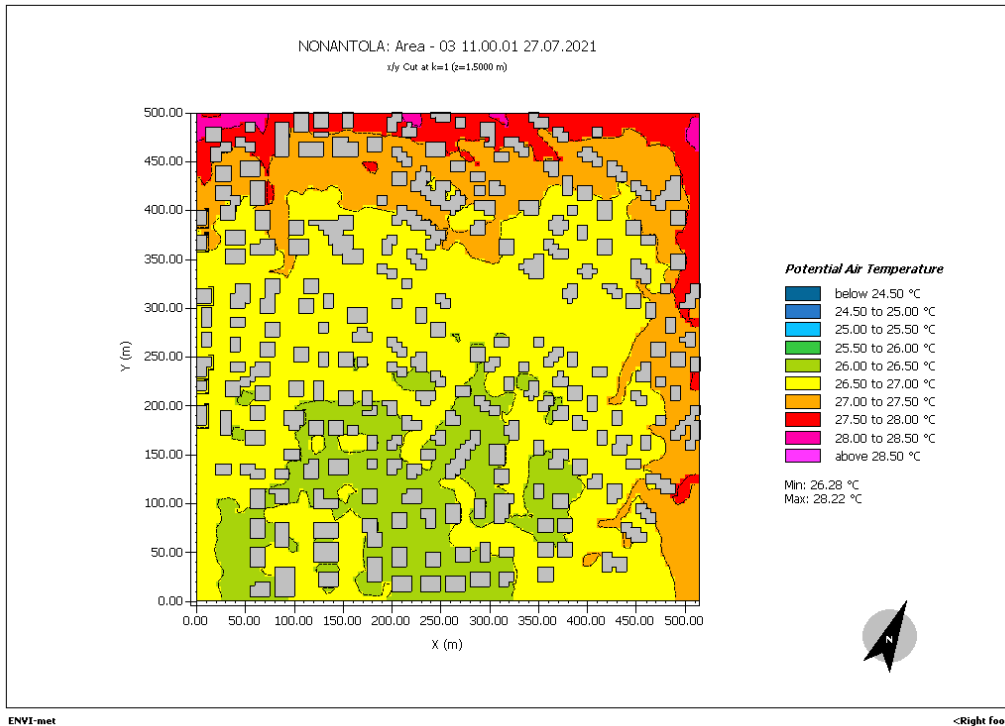 NONANTOLA: Area - 03 11.00.01 27.07.2021
x/y Cut at k=1 (z=1.5000 m)
500.00
450.00
400.00
350.00
300.00
250.00
200.00
150.00
100.00
50.00
0.00
Y (m)
0.00 50.00 100.00 150.00 200.00 250.00 300.00 350.00 400.00 450.00 500.00
X (m)
Potential Air Temperature
below 24.50 °C
24.50 to 25.00 °C
25.00 to 25.50 °C
25.50 to 26.00 °C
26.00 to 26.50 °C
26.50 to 27.00 °C
27.00 to 27.50 °C
27.50 to 28.00 °C
28.00 to 28.50 °C
above 28.50 °C
Min: 26.28 °C
Max: 28.22 °C
N
ENVI-met
<Right foo